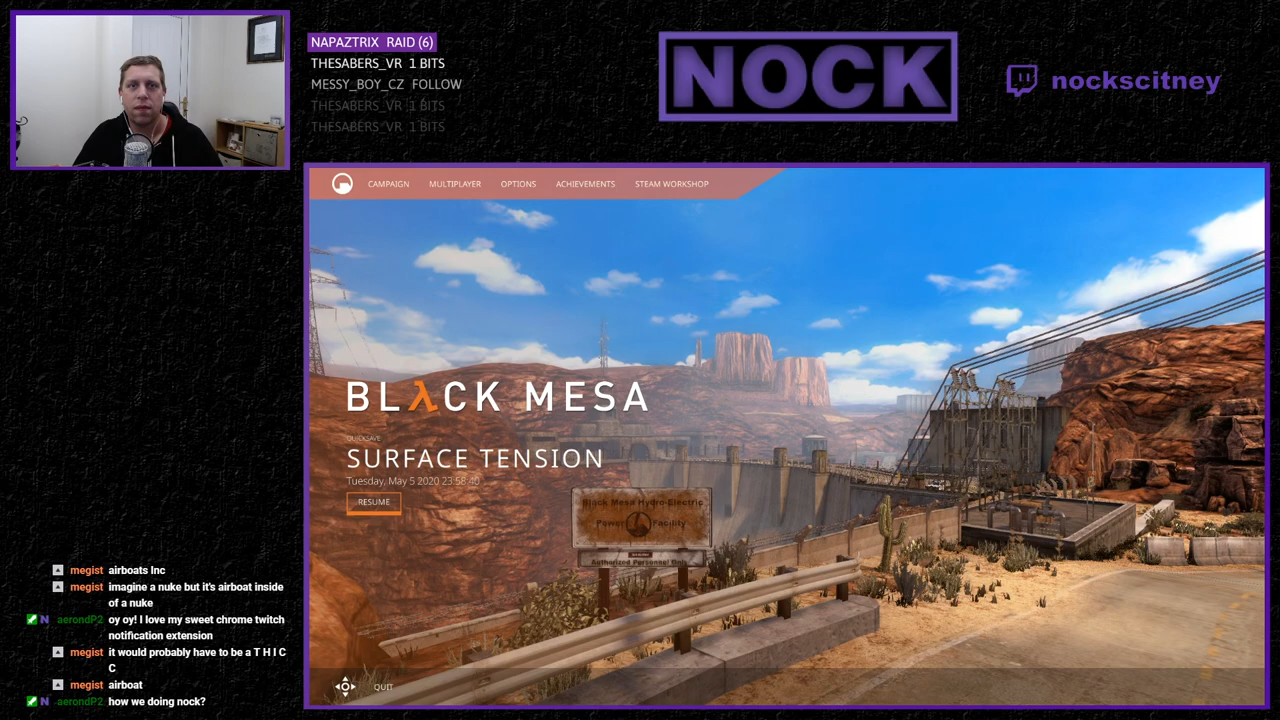 NAPAZTRIX RAID (6)
THESABERS_VR 1 BITS
MESSY_BOY_CZ FOLLOW
THESABERS_VR 1 BITS
THESABERS_VR 1 BITS
NOCK
nockscitney
CAMPAIGN MULTIPLAYER OPTIONS ACHIEVEMENTS STEAM WORKSHOP
BLλCK MESA
QUICKSAVE
SURFACE TENSION
Tuesday, May 5 2020 23:58:40
RESUME
Black Mesa Hydro-Electric
Power Facility
Authorized Personnel Only
QUIT
megist airboats Inc
megist imagine a nuke but it's airboat inside
of a nuke
N aerondP2 oy oy! I love my sweet chrome twitch
notification extension
megist it would probably have to be a T H I C
C
megist airboat
N aerondP2 how we doing nock?